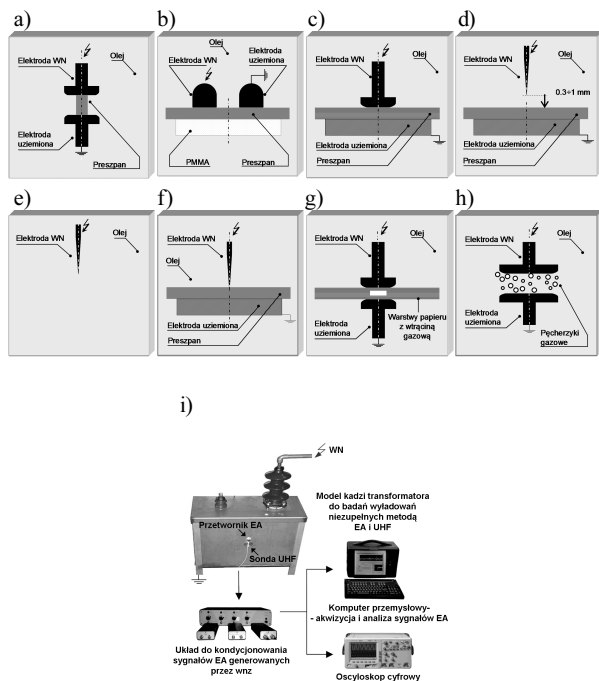 a)
b)
c)
d)
Elektroda WN
Olej
Elektroda
uziemiona
Preszpan
Olej
Elektroda WN
Elektroda
uziemiona
PMMA
Preszpan
Elektroda WN
Olej
Elektroda uziemiona
Preszpan
Elektroda WN
Olej
0.3÷1 mm
Elektroda uziemiona
Preszpan
e)
f)
g)
h)
Elektroda WN
Olej
Elektroda WN
Olej
Elektroda uziemiona
Preszpan
Elektroda WN
Olej
Elektroda
uziemiona
Warstwy papieru
z wtrąciną
gazową
Elektroda
WN
Olej
Elektroda
uziemiona
Pęcherzyki
gazowe
i)
WN
Model kadzi transformatora
do badań wyładowań
niezupełnych metodą
EA i UHF
Przetwornik EA
Sonda UHF
Komputer przemysłowy-
- akwizycja i analiza sygnałów EA
Układ do kondycjonowania
sygnałów EA generowanych
przez wnz
Oscyloskop cyfrowy